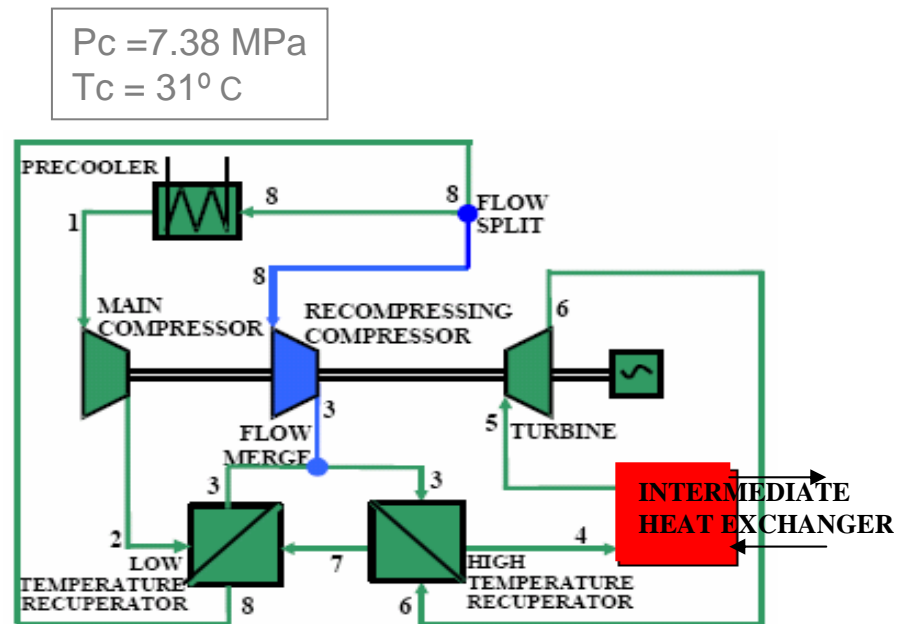 Pc =7.38 MPa
Tc = 31⁰ C
PRECOOLER
8
8
FLOW
SPLIT
1
8
6
MAIN
COMPRESSOR
RECOMPRESSING
COMPRESSOR
3
5
TURBINE
FLOW
MERGE
3
3
INTERMEDIATE
HEAT EXCHANGER
2
4
7
LOW
TEMPERATURE
RECUPERATOR
HIGH
TEMPERATURE
RECUPERATOR
8
6